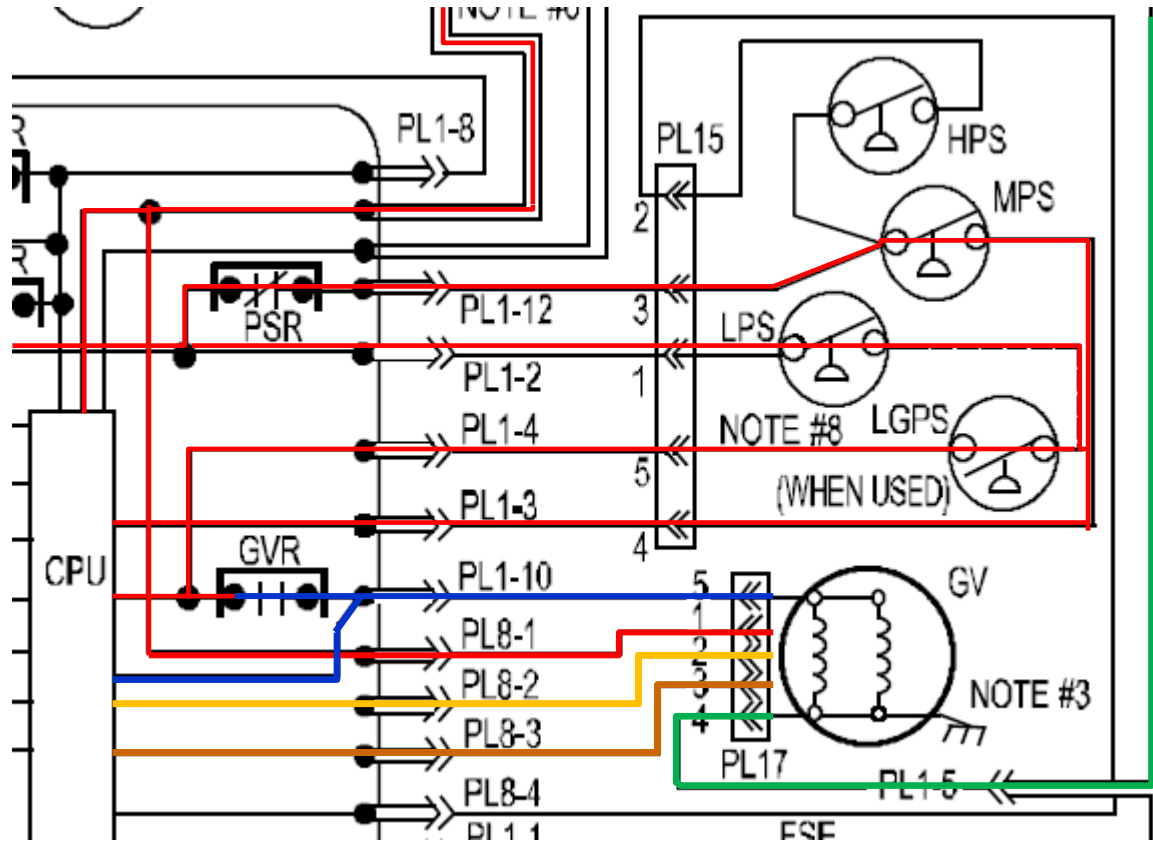 NOTE #6
R
PL1-8
PL15
HPS
MPS
2
R
PSR
PL1-12
3
LPS
PL1-2
1
PL1-4
NOTE #8
LGPS
5
(WHEN USED)
PL1-3
4
CPU
GVR
PL1-10
5
GV
1
PL8-1
2
PL8-2
3
NOTE #3
4
PL8-3
PL17
PL1-5
PL8-4
PL1-1